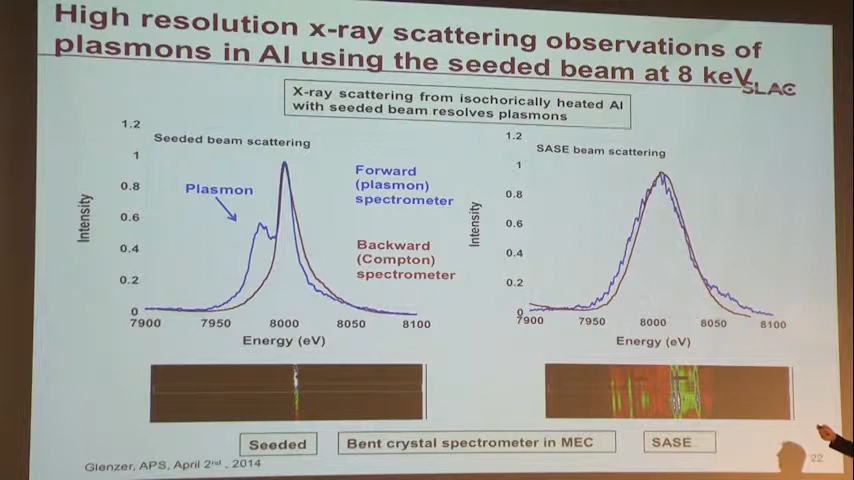 High resolution x-ray scattering observations of
plasmons in Al using the seeded beam at 8 keV
SLAC
X-ray scattering from isochorically heated Al
with seeded beam resolves plasmons
1.2
1
0.8
0.6
0.4
0.2
0
Intensity
Seeded beam scattering
Plasmon
Forward
(plasmon)
spectrometer
Backward
(Compton)
spectrometer
7900 7950 8000 8050 8100
Energy (eV)
1.2
1
0.8
0.6
0.4
0.2
0
Intensity
SASE beam scattering
7900 7950 8000 8050 8100
Energy (eV)
Seeded
Bent crystal spectrometer in MEC
SASE
Glenzer, APS, April 2nd, 2014
22